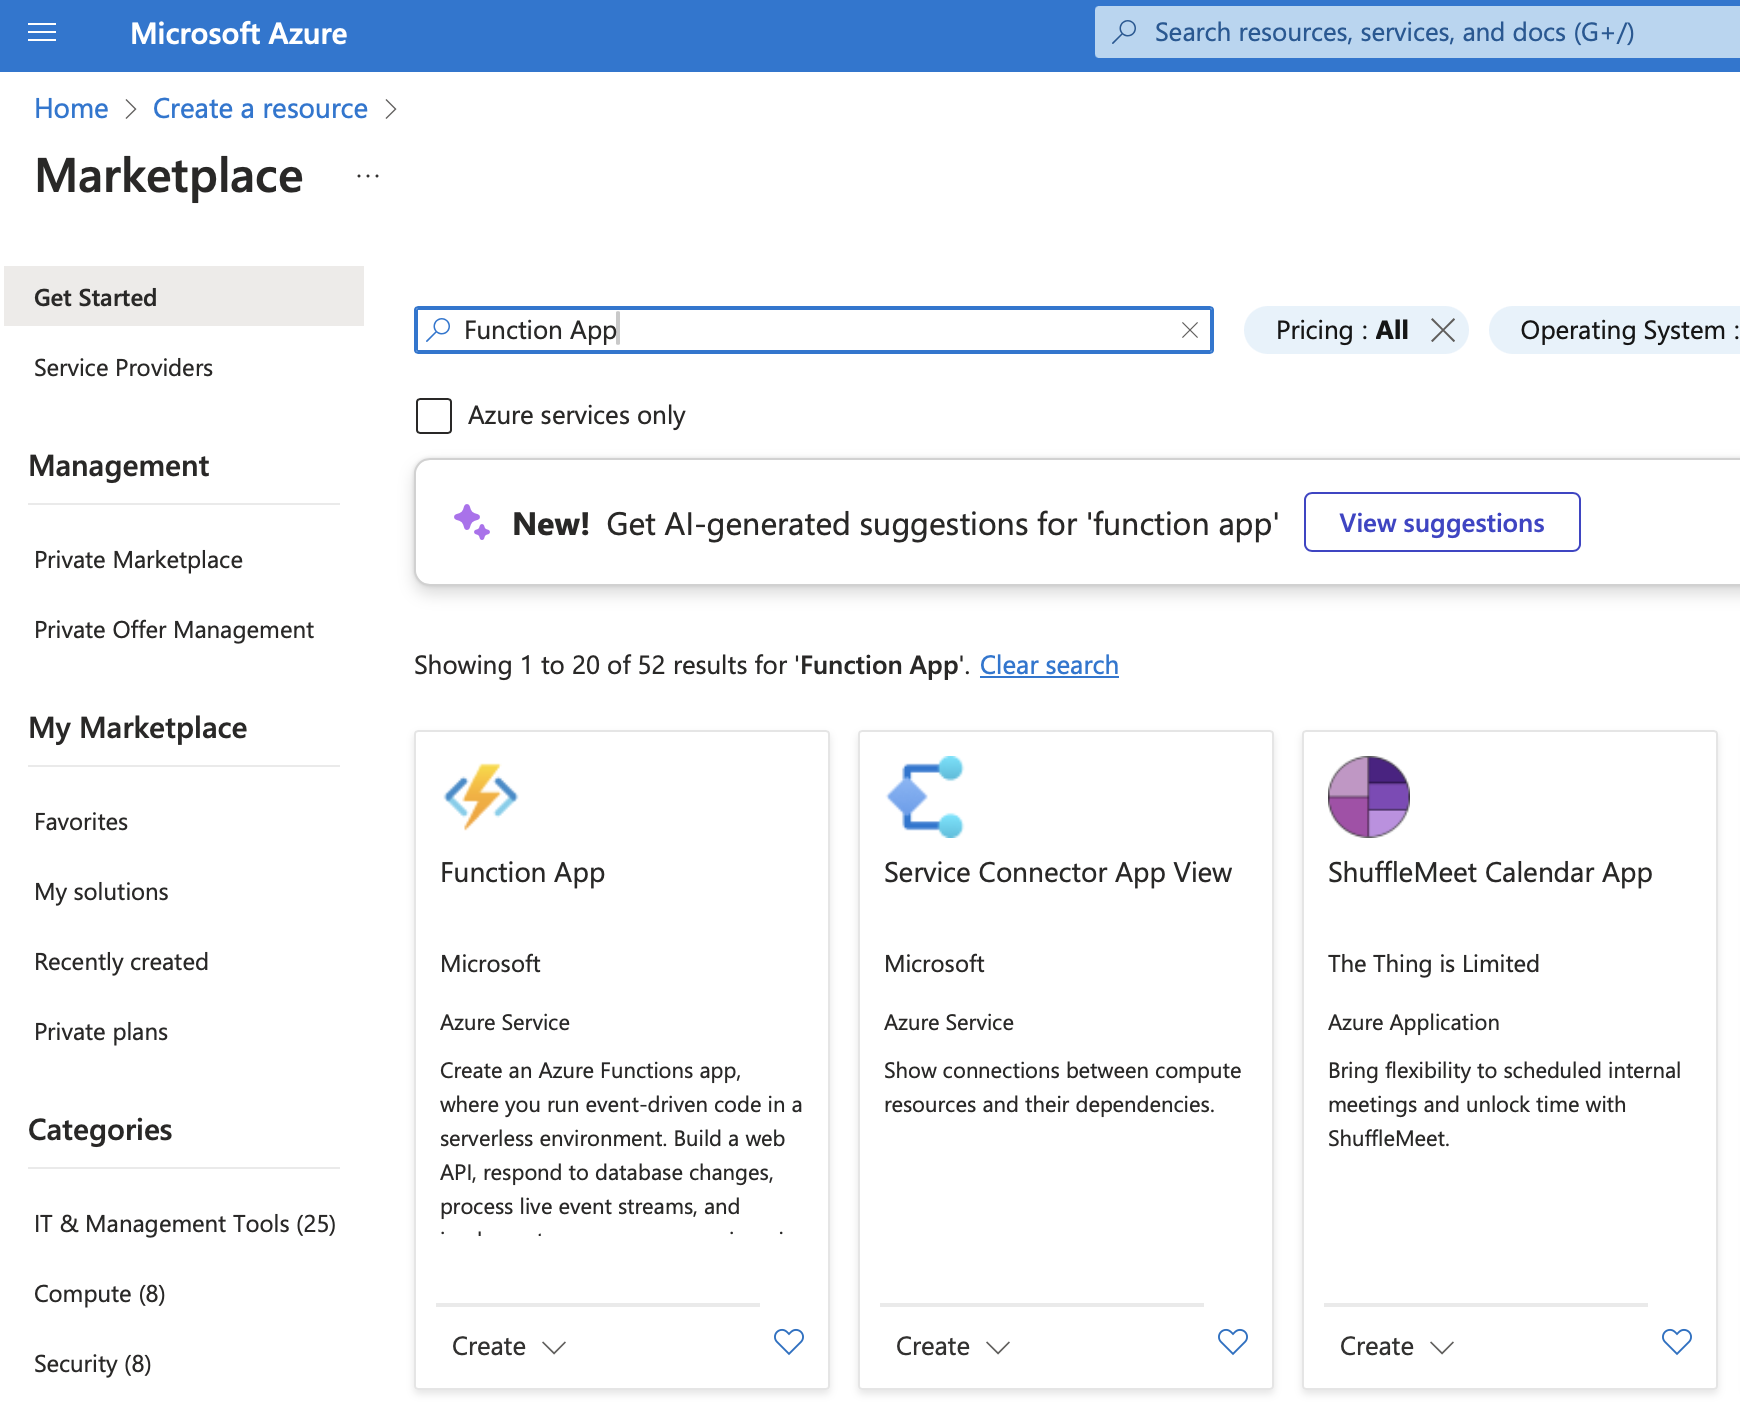 Microsoft Azure
Search resources, services, and docs (G+/)
Home > Create a resource >
Marketplace ...
Get Started
Service Providers
Management
Private Marketplace
Private Offer Management
My Marketplace
Favorites
My solutions
Recently created
Private plans
Categories
IT & Management Tools (25)
Compute (8)
Security (8)
Function App
Pricing : All
Operating System :
Azure services only
New! Get AI-generated suggestions for 'function app'
View suggestions
Showing 1 to 20 of 52 results for 'Function App'. Clear search
Function App
Microsoft
Azure Service
Create an Azure Functions app,
where you run event-driven code in a
serverless environment. Build a web
API, respond to database changes,
process live event streams, and
Create
Service Connector App View
Microsoft
Azure Service
Show connections between compute
resources and their dependencies.
Create
ShuffleMeet Calendar App
The Thing is Limited
Azure Application
Bring flexibility to scheduled internal
meetings and unlock time with
ShuffleMeet.
Create